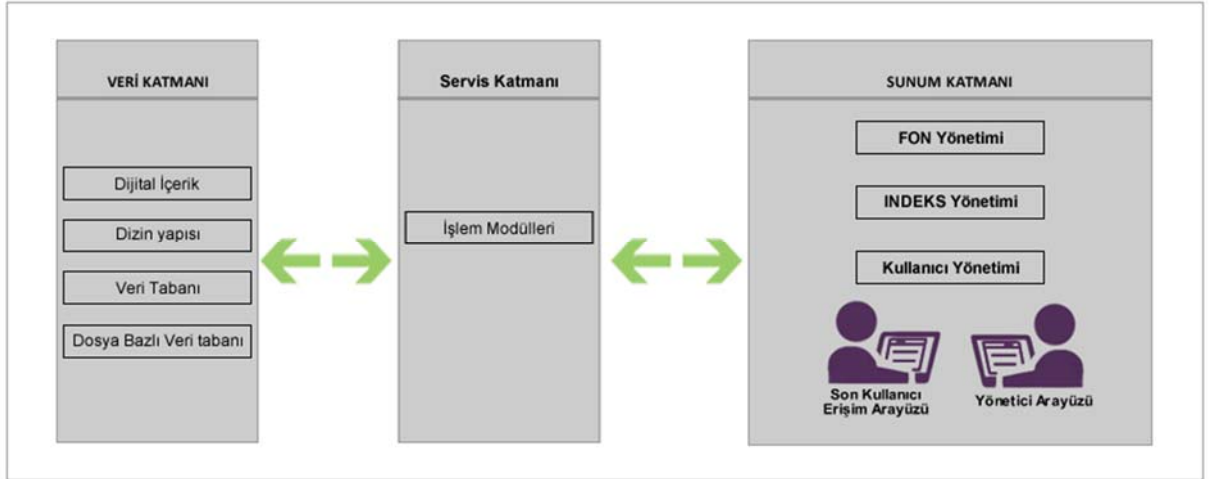 VERİ KATMANI
Dijital İçerik
Dizin yapısı
Veri Tabanı
Dosya Bazlı Veri tabanı
Servis Katmanı
İşlem Modülleri
SUNUM KATMANI
FON Yönetimi
INDEKS Yönetimi
Kullanıcı Yönetimi
Son Kullanıcı
Erişim Arayüzü
Yönetici Arayüzü